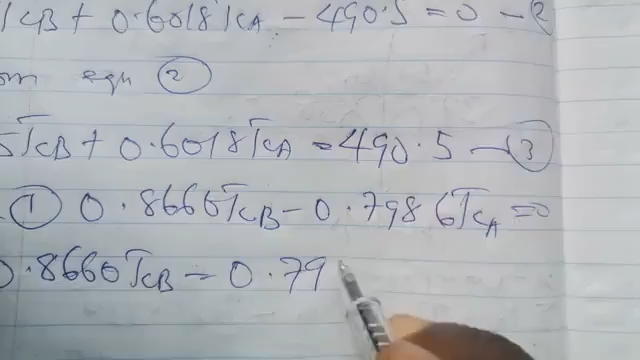 TCB + 0.6018TCA - 490.5 = 0 - 2
om eqn 2
5TCB + 0.6018TCA = 490.5 - 3
1 0.8660TCB - 0.7986TCA = 0
0.8660TCB - 0.79